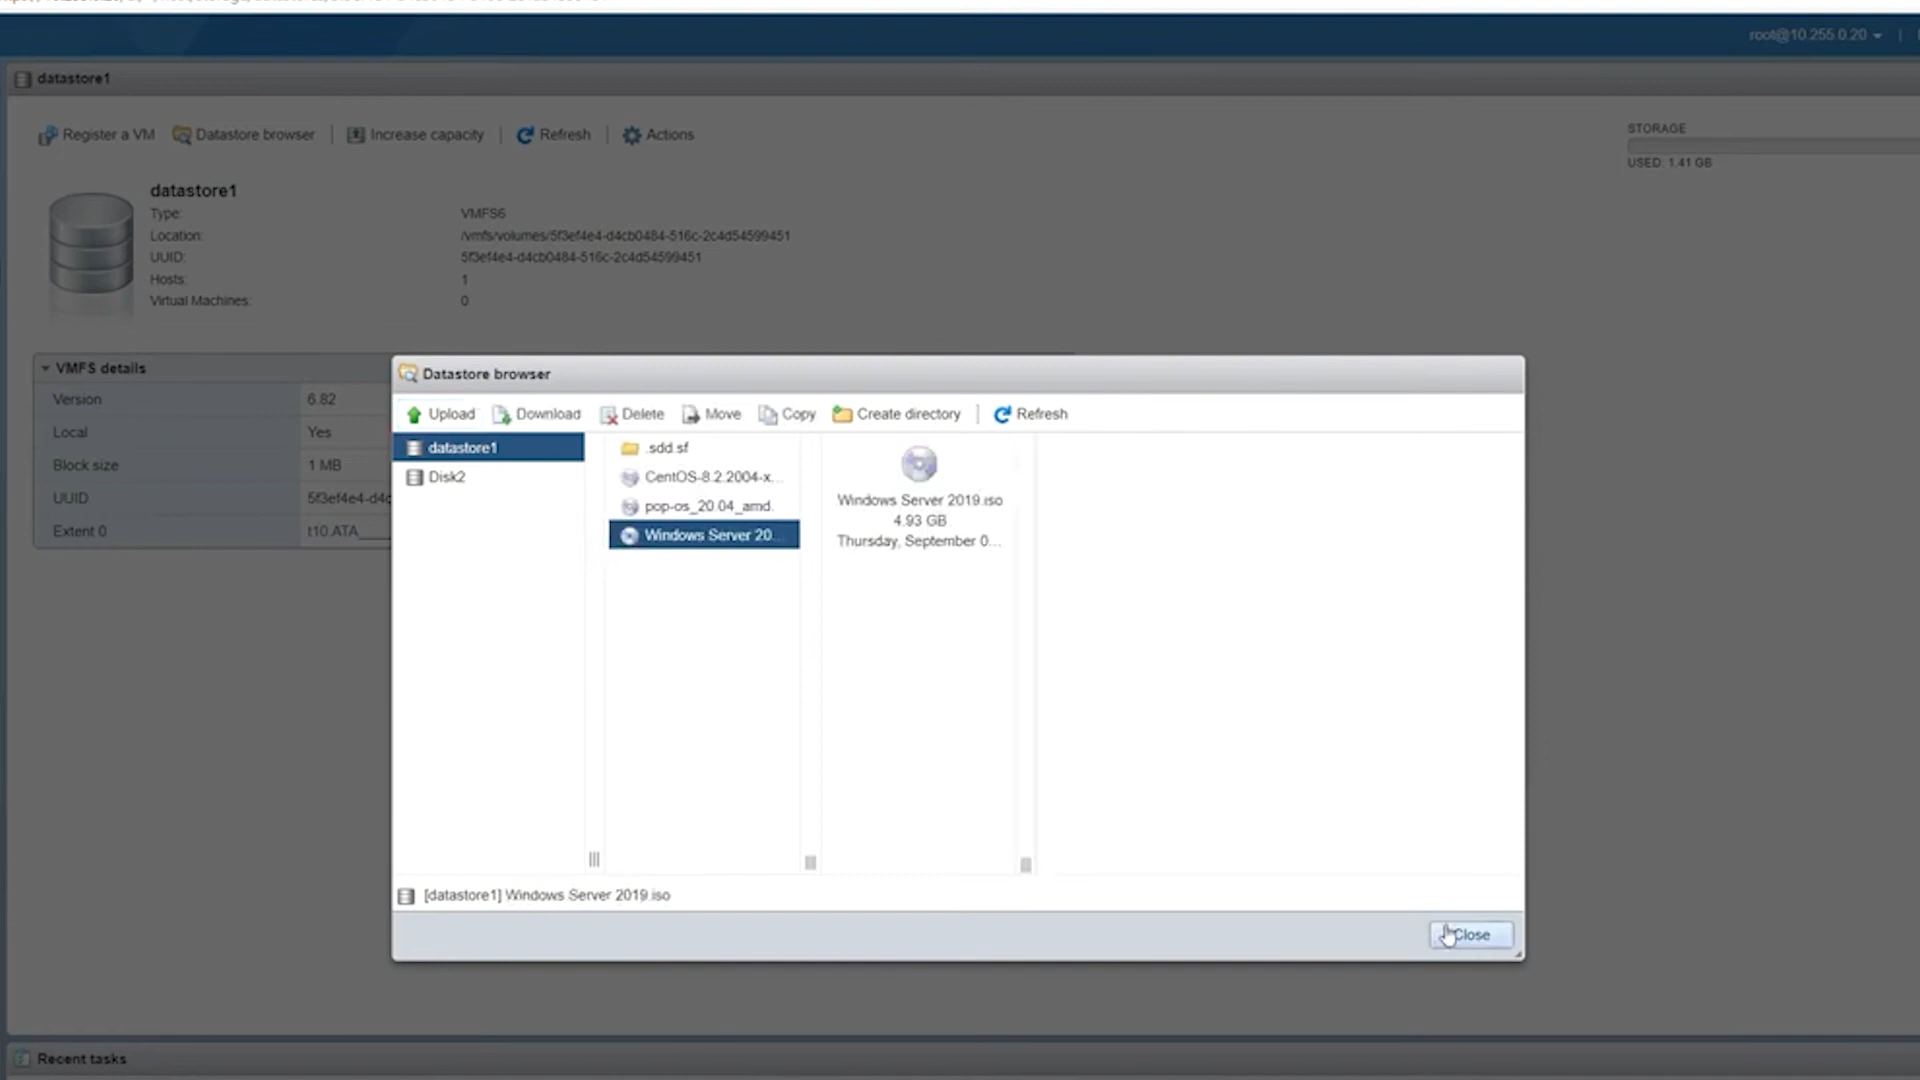 root@10.255.0.20
datastore1
Register a VM
Datastore browser
Increase capacity
Refresh
Actions
STORAGE
USED: 1.41 GB
datastore1
Type: VMFS6
Location: /vmfs/volumes/5f3ef4e4-d4cb0484-516c-2c4d54599451
UUID: 5f3ef4e4-d4cb0484-516c-2c4d54599451
Hosts: 1
Virtual Machines: 0
VMFS details
Version 6.82
Local Yes
Block size 1 MB
UUID 5f3ef4e4-d4c
Extent 0 t10.ATA____
Datastore browser
Upload Download Delete Move Copy Create directory Refresh
datastore1
Disk2
.sdd.sf
CentOS-8.2.2004-x...
pop-os_20.04_amd.
Windows Server 20...
Windows Server 2019.iso
4.93 GB
Thursday, September 0...
[datastore1] Windows Server 2019.iso
Close
Recent tasks